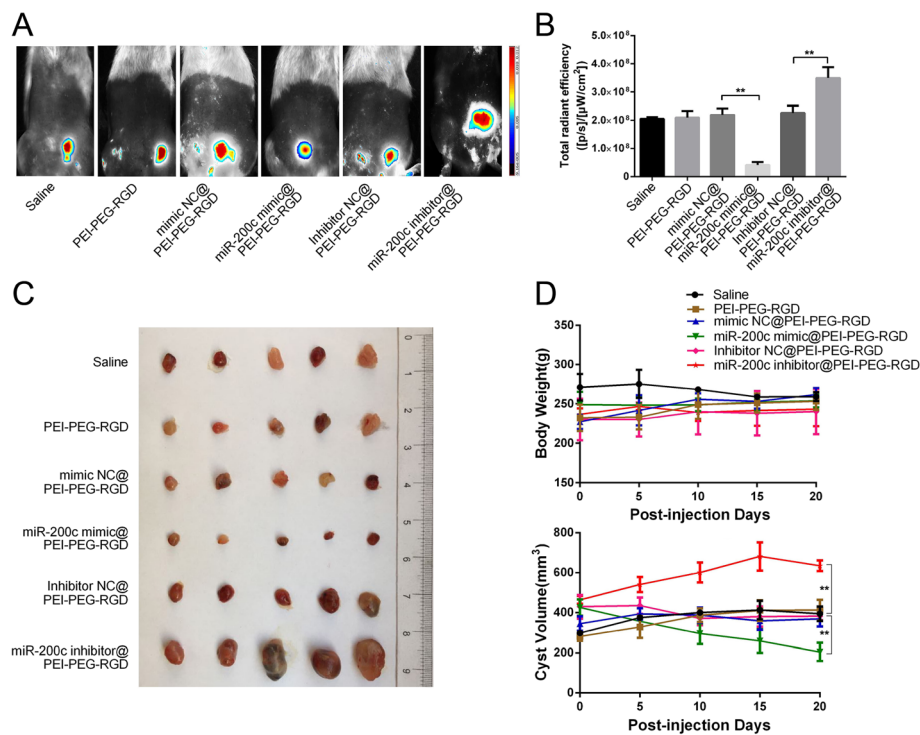 A
Saline
PEI-PEG-RGD
mimic NC@
PEI-PEG-RGD
miR-200c mimic@
PEI-PEG-RGD
Inhibitor NC@
PEI-PEG-RGD
miR-200c inhibitor@
PEI-PEG-RGD
B
Total radiant efficiency
([p/s]/[µW/cm²])
5.0×10⁸
4.0×10⁸
3.0×10⁸
2.0×10⁸
1.0×10⁸
0
**
**
Saline
PEI-PEG-RGD
mimic NC@
PEI-PEG-RGD
miR-200c mimic@
PEI-PEG-RGD
Inhibitor NC@
PEI-PEG-RGD
miR-200c inhibitor@
PEI-PEG-RGD
C
Saline
PEI-PEG-RGD
mimic NC@
PEI-PEG-RGD
miR-200c mimic@
PEI-PEG-RGD
Inhibitor NC@
PEI-PEG-RGD
miR-200c inhibitor@
PEI-PEG-RGD
0
1
2
3
4
5
6
7
8
9
D
Saline
PEI-PEG-RGD
mimic NC@PEI-PEG-RGD
miR-200c mimic@PEI-PEG-RGD
Inhibitor NC@PEI-PEG-RGD
miR-200c inhibitor@PEI-PEG-RGD
Body Weight(g)
350
300
250
200
150
0 5 10 15 20
Post-injection Days
Cyst Volume(mm³)
800
600
400
200
0
**
**
0 5 10 15 20
Post-injection Days